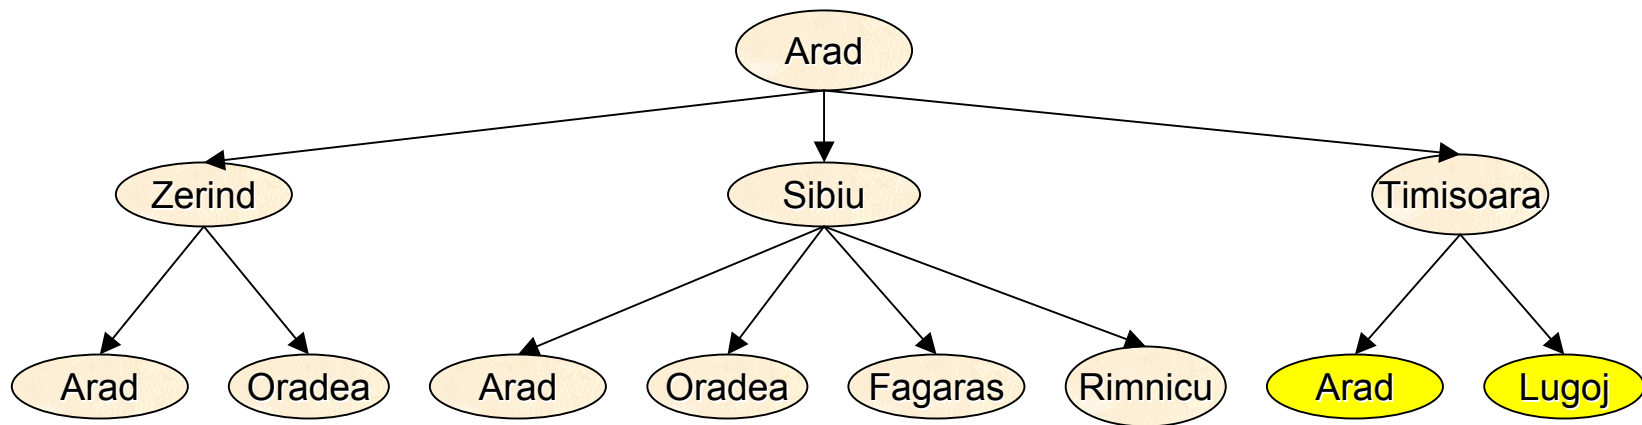 Arad
Zerind
Sibiu
Timisoara
Arad
Oradea
Arad
Oradea
Fagaras
Rimnicu
Arad
Lugoj